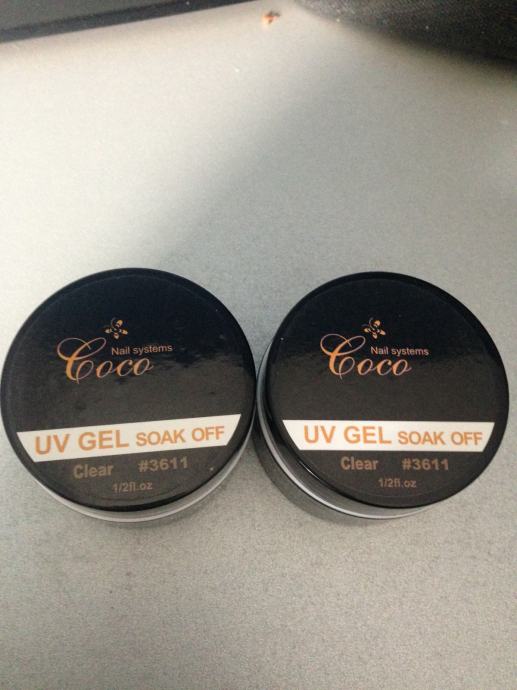 Nail systems
Coco
UV GEL SOAK OFF
Clear #3611
1/2fl.oz
Nail systems
Coco
UV GEL SOAK OFF
Clear #3611
1/2fl.oz